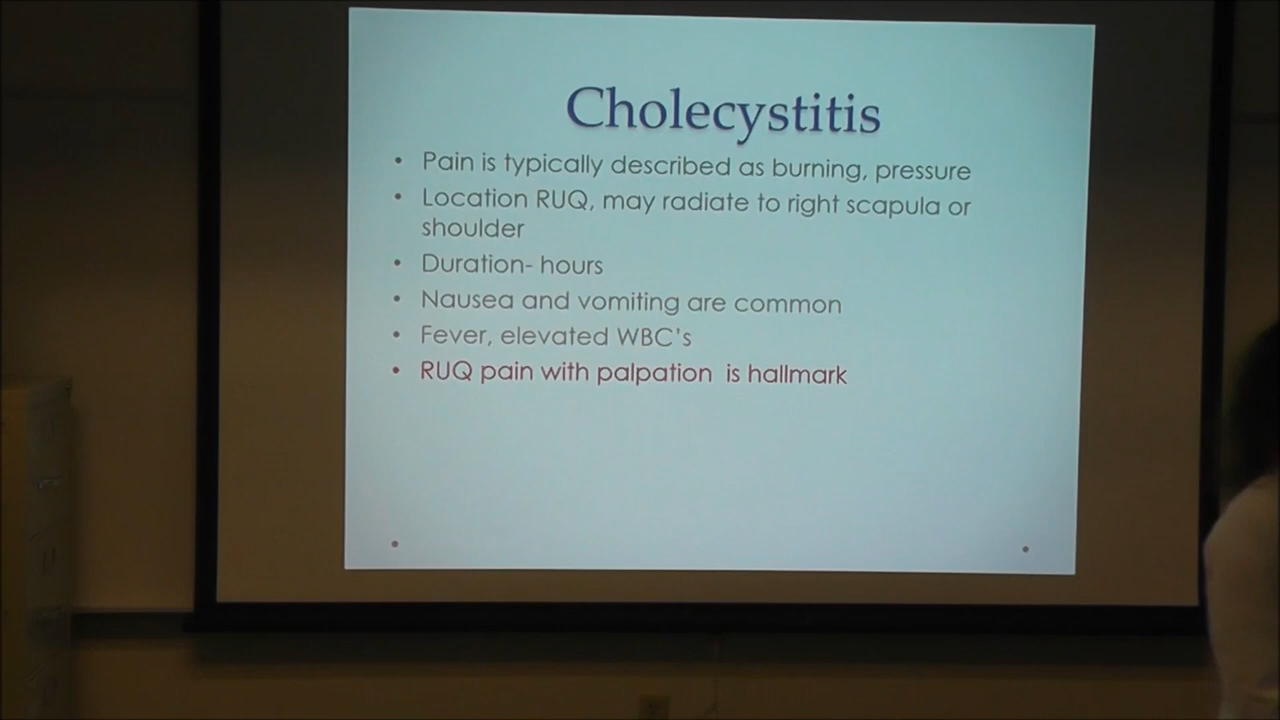 Cholecystitis
• Pain is typically described as burning, pressure
• Location RUQ, may radiate to right scapula or
shoulder
• Duration- hours
• Nausea and vomiting are common
• Fever, elevated WBC's
• RUQ pain with palpation is hallmark